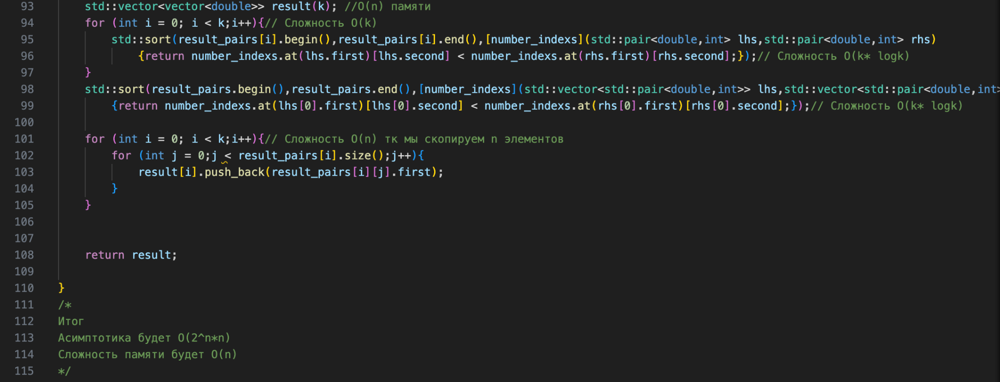 93 std::vector<vector<double>> result(k); //O(n) памяти
94 for (int i = 0; i < k;i++){// Сложность O(k)
95 std::sort(result_pairs[i].begin(),result_pairs[i].end(),[number_indexs](std::pair<double,int> lhs,std::pair<double,int> rhs)
96 {return number_indexs.at(lhs.first)[lhs.second] < number_indexs.at(rhs.first)[rhs.second];});// Сложность O(k* logk)
97 }
98 std::sort(result_pairs.begin(),result_pairs.end(),[number_indexs](std::vector<std::pair<double,int>> lhs,std::vector<std::pair<double,int>
99 {return number_indexs.at(lhs[0].first)[lhs[0].second] < number_indexs.at(rhs[0].first)[rhs[0].second];});// Сложность O(k* logk)
100
101 for (int i = 0; i < k;i++){// Сложность O(n) тк мы скопируем n элементов
102 for (int j = 0;j < result_pairs[i].size();j++){
103 result[i].push_back(result_pairs[i][j].first);
104 }
105 }
106
107
108 return result;
109
110 }
111 /*
112 Итог
113 Асимптотика будет O(2^n*n)
114 Сложность памяти будет O(n)
115 */